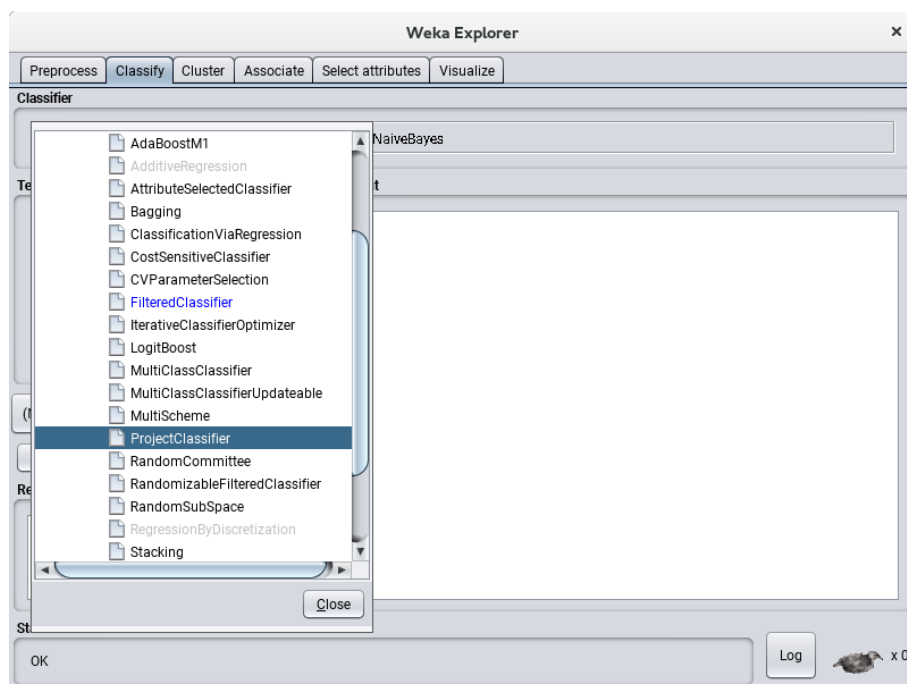 Weka Explorer
Preprocess Classify Cluster Associate Select attributes Visualize
Classifier
NaiveBayes
AdaBoostM1
AdditiveRegression
AttributeSelectedClassifier
Bagging
ClassificationViaRegression
CostSensitiveClassifier
CVParameterSelection
FilteredClassifier
IterativeClassifierOptimizer
LogitBoost
MultiClassClassifier
MultiClassClassifierUpdateable
MultiScheme
ProjectClassifier
RandomCommittee
RandomizableFilteredClassifier
RandomSubSpace
RegressionByDiscretization
Stacking
Close
OK
Log
x 0